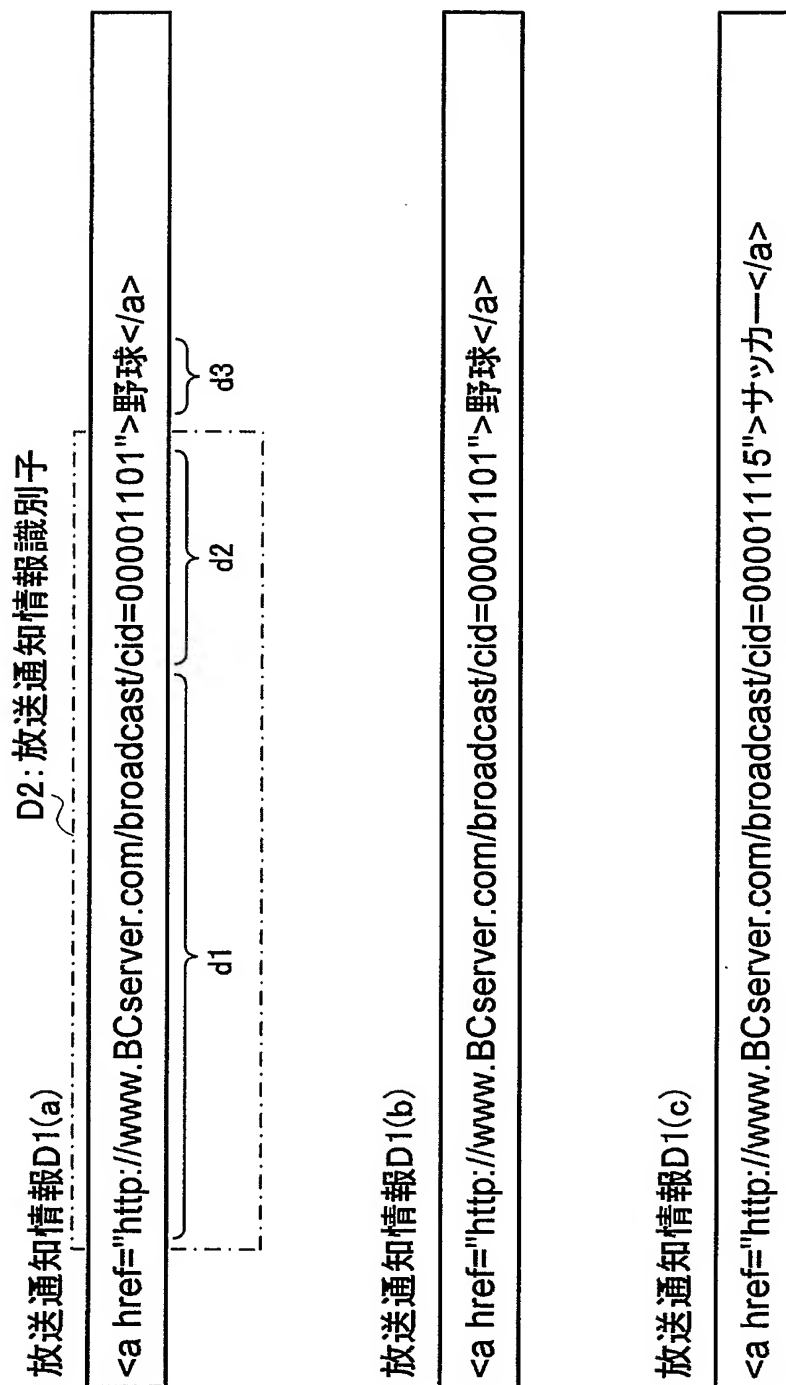 放送通知情報D1(a)
D2:放送通知情報識別子
<a href="http://www.BCserver.com/broadcast/cid=00001101">野球</a>
d1
d2
d3
放送通知情報D1(b)
<a href="http://www.BCserver.com/broadcast/cid=00001101">野球</a>
放送通知情報D1(c)
<a href="http://www.BCserver.com/broadcast/cid=00001115">サッカー</a>